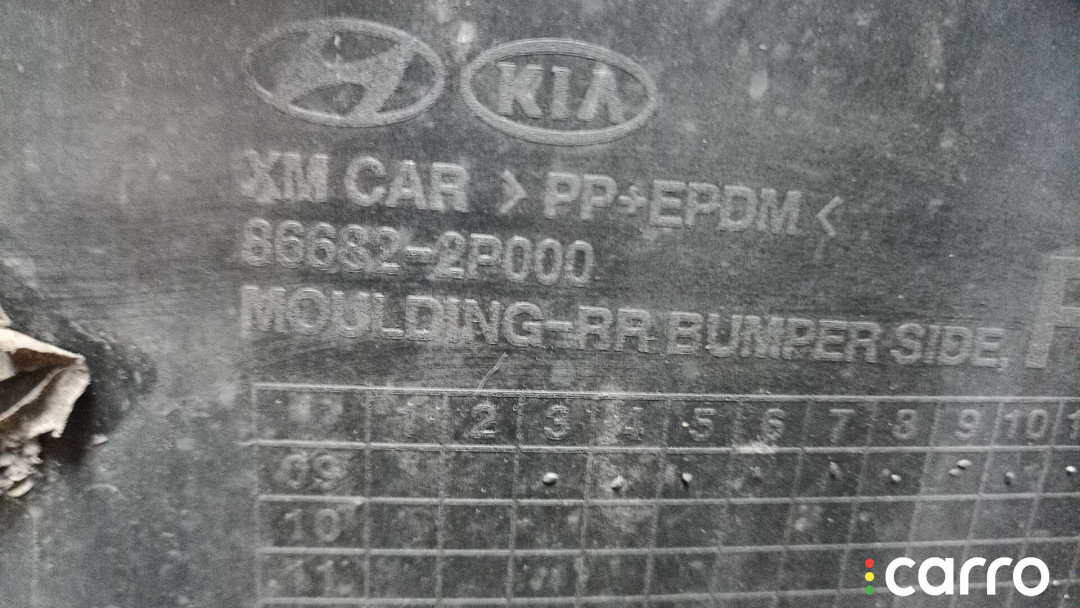 KIA
XM CAR > PP+EPDM <
86682-2P000
MOULDING-RR BUMPER SIDE, R
1 2 3 4 5 6 7 8 9 10
09
10
11
carro